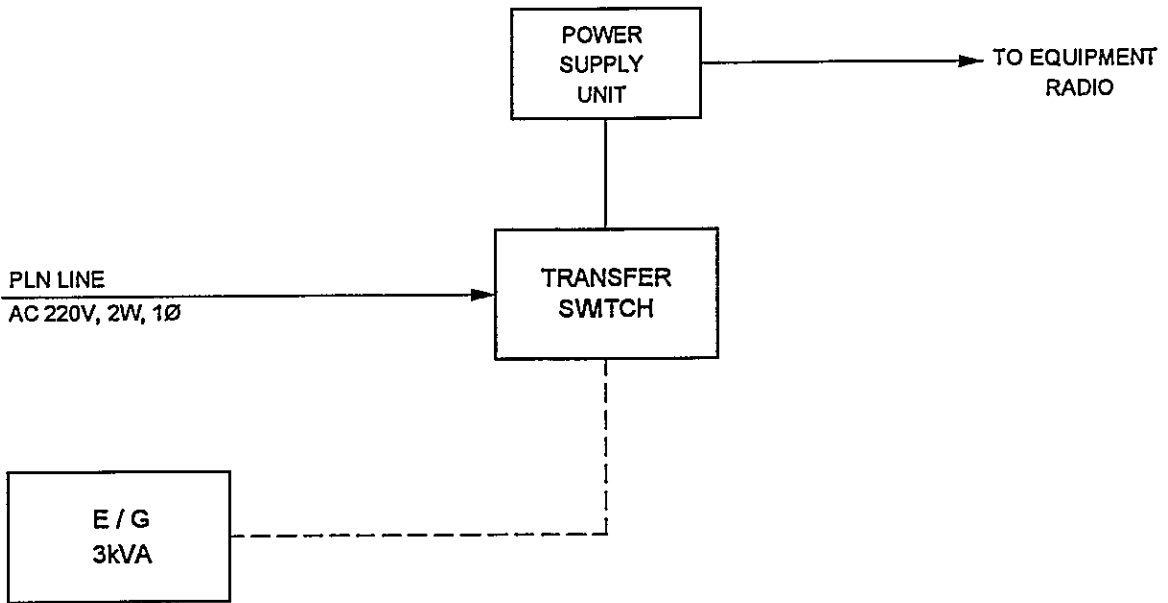 POWER
SUPPLY
UNIT
TO EQUIPMENT
RADIO
PLN LINE
AC 220V, 2W, 1Ø
TRANSFER
SWITCH
E / G
3kVA